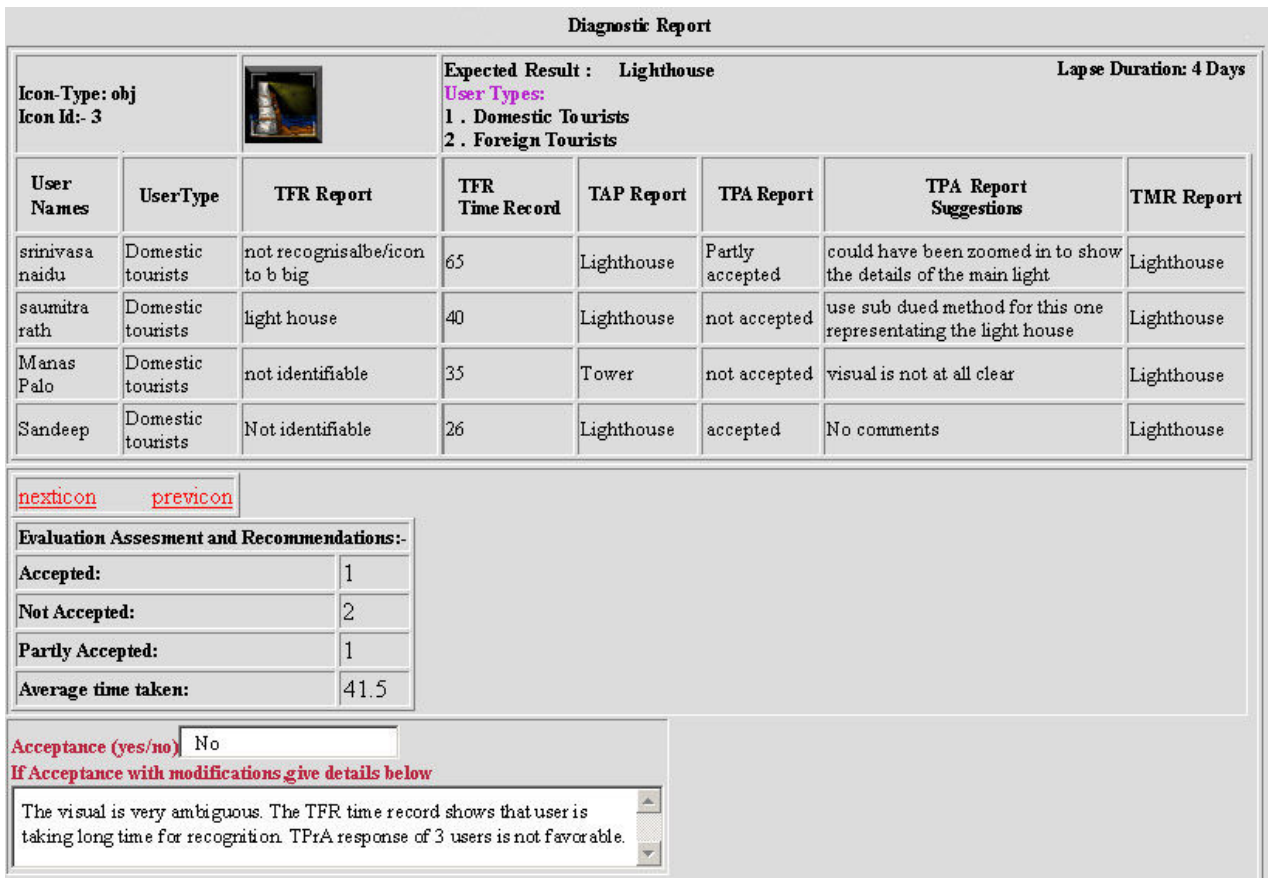 Diagnostic Report
Icon-Type: obj
Icon Id:- 3
Expected Result : Lighthouse
Lapse Duration: 4 Days
User Types:
1 . Domestic Tourists
2 . Foreign Tourists
User Names
UserType
TFR Report
TFR Time Record
TAP Report
TPA Report
TPA Report Suggestions
TMR Report
srinivasa naidu
Domestic tourists
not recognisalbe/icon to b big
65
Lighthouse
Partly accepted
could have been zoomed in to show the details of the main light
Lighthouse
saumitra rath
Domestic tourists
light house
40
Lighthouse
not accepted
use sub dued method for this one representating the light house
Lighthouse
Manas Palo
Domestic tourists
not identifiable
35
Tower
not accepted
visual is not at all clear
Lighthouse
Sandeep
Domestic tourists
Not identifiable
26
Lighthouse
accepted
No comments
Lighthouse
nexticon previcon
Evaluation Assesment and Recommendations:-
Accepted: 1
Not Accepted: 2
Partly Accepted: 1
Average time taken: 41.5
Acceptance (yes/no) No
If Acceptance with modifications,give details below
The visual is very ambiguous. The TFR time record shows that user is
taking long time for recognition. TPrA response of 3 users is not favorable.